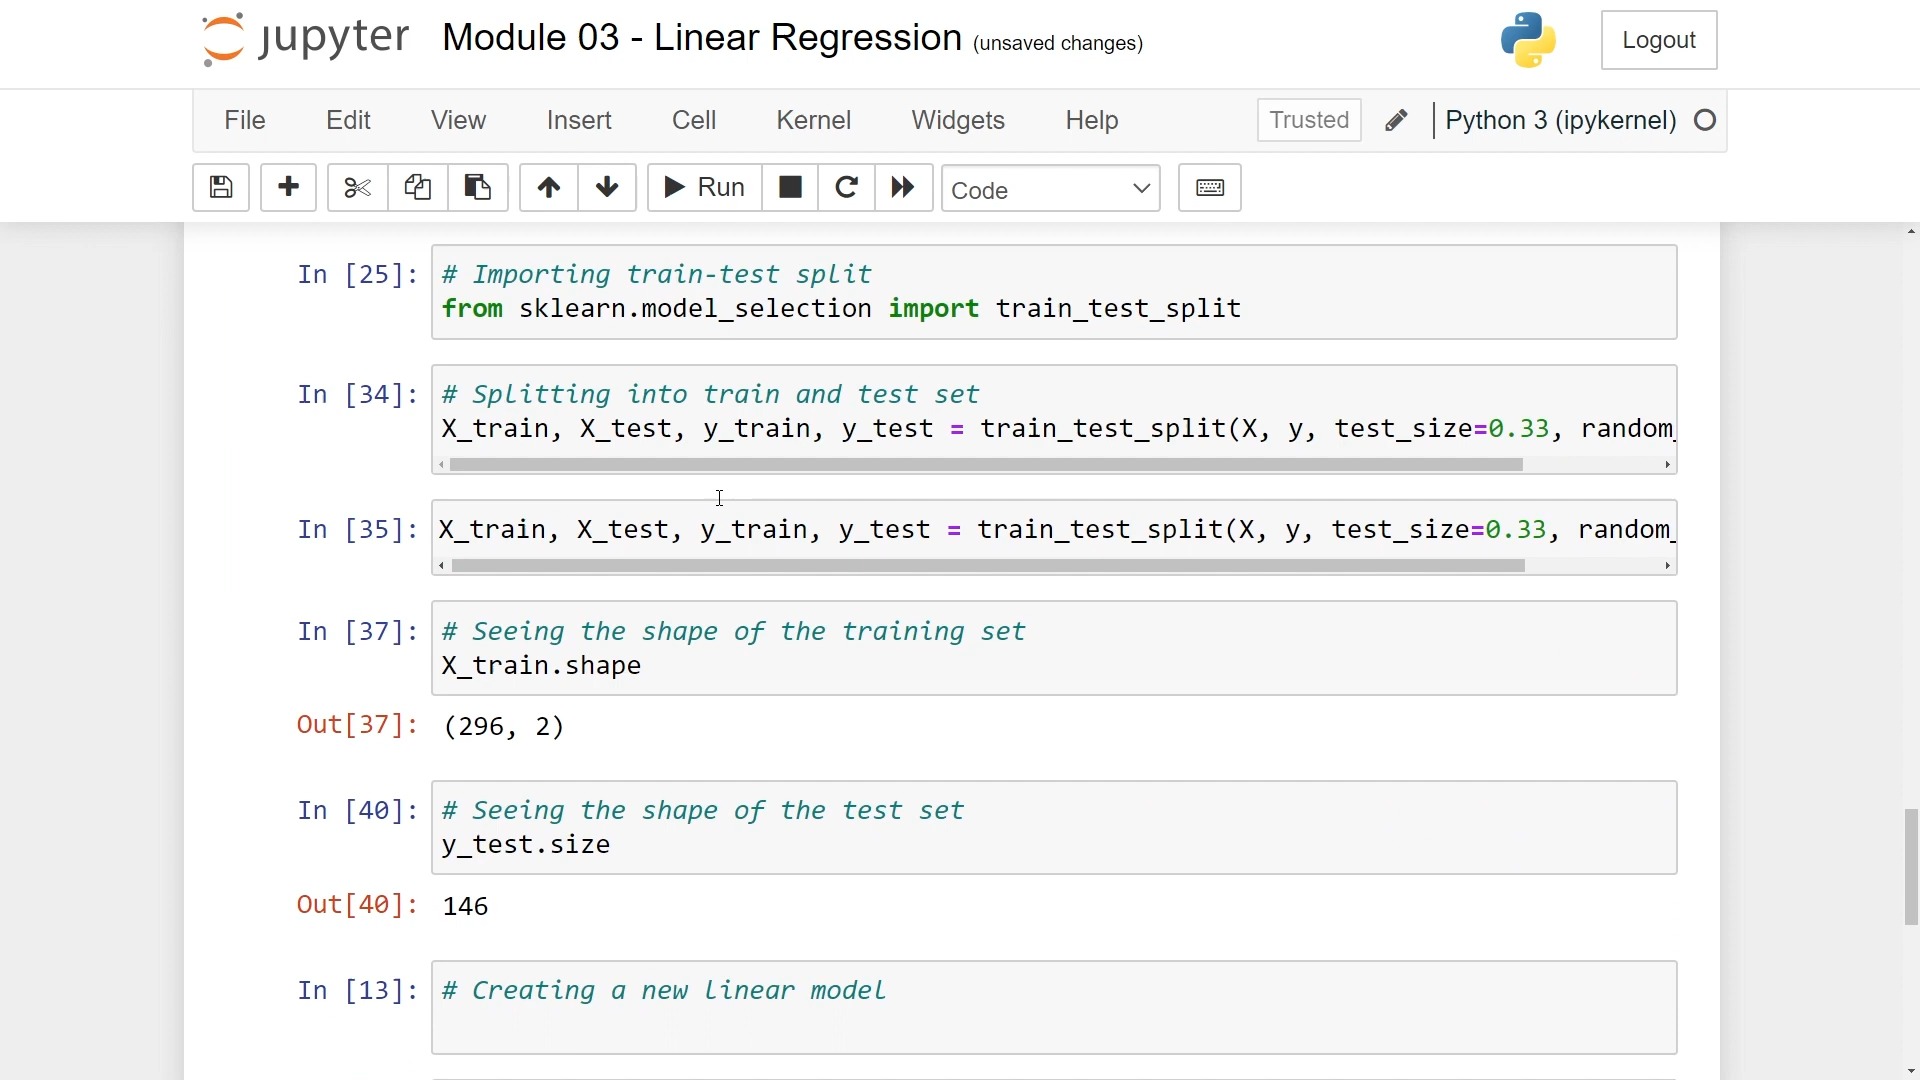 jupyter Module 03 - Linear Regression (unsaved changes) Logout
File Edit View Insert Cell Kernel Widgets Help Trusted Python 3 (ipykernel)
Run Code
In [25]: # Importing train-test split
from sklearn.model_selection import train_test_split
In [34]: # Splitting into train and test set
X_train, X_test, y_train, y_test = train_test_split(X, y, test_size=0.33, random_
In [35]: X_train, X_test, y_train, y_test = train_test_split(X, y, test_size=0.33, random_
In [37]: # Seeing the shape of the training set
X_train.shape
Out[37]: (296, 2)
In [40]: # Seeing the shape of the test set
y_test.size
Out[40]: 146
In [13]: # Creating a new linear model